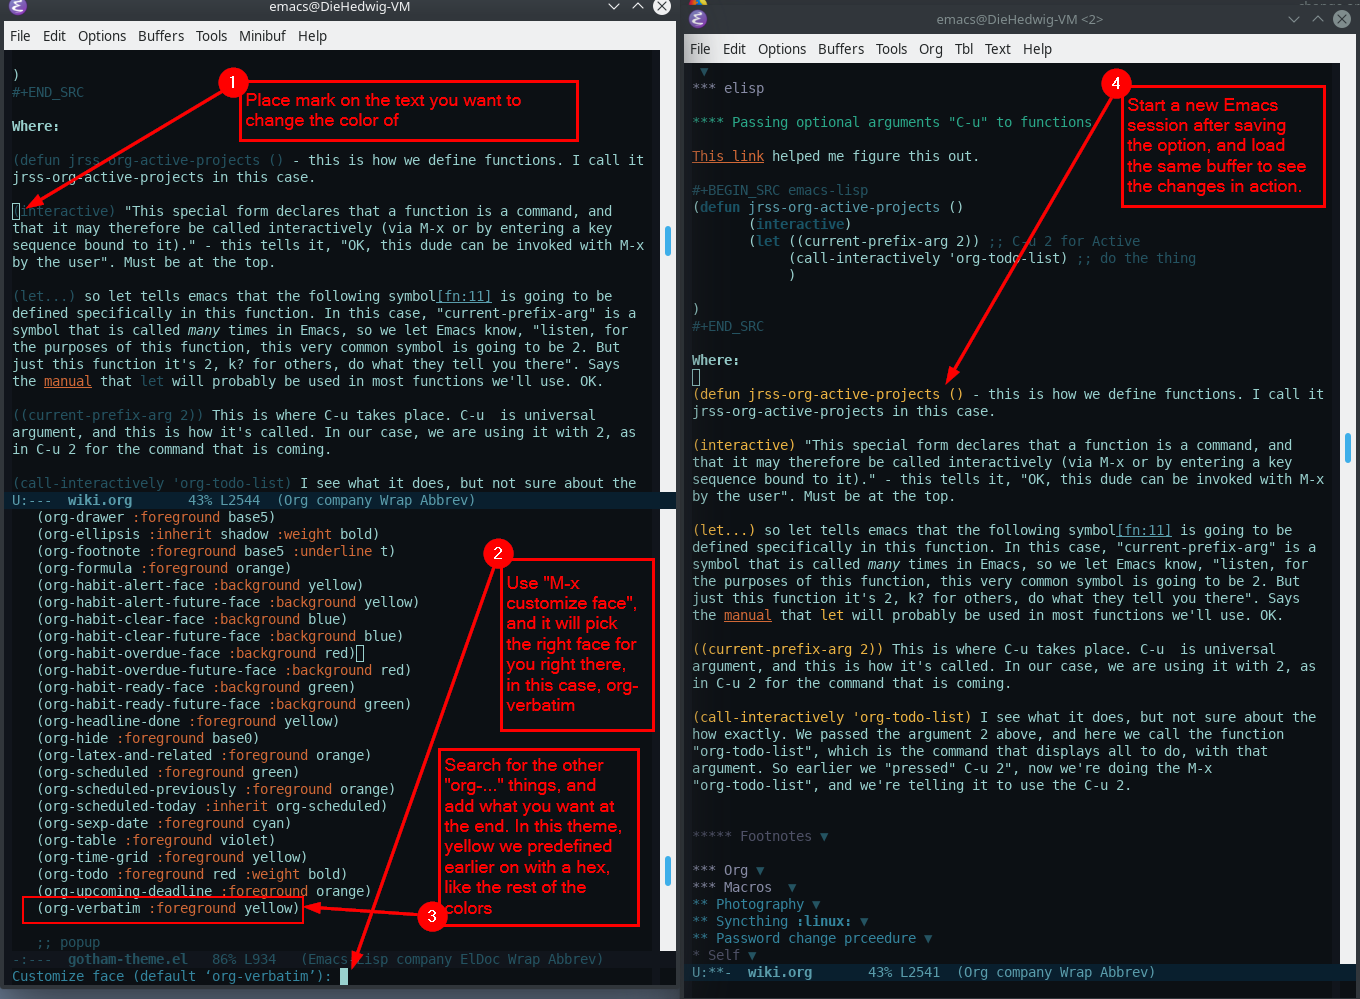 emacs@DieHedwig-VM
File Edit Options Buffers Tools Minibuf Help
)
#+END_SRC
Where:
(defun jrss-org-active-projects () - this is how we define functions. I call it
jrss-org-active-projects in this case.
(interactive) "This special form declares that a function is a command, and
that it may therefore be called interactively (via M-x or by entering a key
sequence bound to it)." - this tells it, "OK, this dude can be invoked with M-x
by the user". Must be at the top.
(let...) so let tells emacs that the following symbol[fn:11] is going to be
defined specifically in this function. In this case, "current-prefix-arg" is a
symbol that is called many times in Emacs, so we let Emacs know, "listen, for
the purposes of this function, this very common symbol is going to be 2. But
just this function it's 2, k? for others, do what they tell you there". Says
the manual that let will probably be used in most functions we'll use. OK.
((current-prefix-arg 2)) This is where C-u takes place. C-u  is universal
argument, and this is how it's called. In our case, we are using it with 2, as
in C-u 2 for the command that is coming.
(call-interactively 'org-todo-list) I see what it does, but not sure about the
U:---  wiki.org       43% L2544  (Org company Wrap Abbrev)
(org-drawer :foreground base5)
(org-ellipsis :inherit shadow :weight bold)
(org-footnote :foreground base5 :underline t)
(org-formula :foreground orange)
(org-habit-alert-face :background yellow)
(org-habit-alert-future-face :background yellow)
(org-habit-clear-face :background blue)
(org-habit-clear-future-face :background blue)
(org-habit-overdue-face :background red)
(org-habit-overdue-future-face :background red)
(org-habit-ready-face :background green)
(org-habit-ready-future-face :background green)
(org-headline-done :foreground yellow)
(org-hide :foreground base0)
(org-latex-and-related :foreground orange)
(org-scheduled :foreground green)
(org-scheduled-previously :foreground orange)
(org-scheduled-today :inherit org-scheduled)
(org-sexp-date :foreground cyan)
(org-table :foreground violet)
(org-time-grid :foreground yellow)
(org-todo :foreground red :weight bold)
(org-upcoming-deadline :foreground orange)
(org-verbatim :foreground yellow)
;; popup
-:---  gotham-theme.el   86% L934   (Emacs-Lisp company ElDoc Wrap Abbrev)
Customize face (default ‘org-verbatim’):
1
Place mark on the text you want to
change the color of
2
Use "M-x
customize face",
and it will pick
the right face for
you right there,
in this case, org-
verbatim
3
Search for the other
"org-..." things, and
add what you want at
the end. In this theme,
yellow we predefined
earlier on with a hex,
like the rest of the
colors
emacs@DieHedwig-VM <2>
File Edit Options Buffers Tools Org Tbl Text Help
*** elisp
**** Passing optional arguments "C-u" to functions
This link helped me figure this out.
#+BEGIN_SRC emacs-lisp
(defun jrss-org-active-projects ()
(interactive)
(let ((current-prefix-arg 2)) ;; C-u 2 for Active
(call-interactively 'org-todo-list) ;; do the thing
)
)
#+END_SRC
Where:
(defun jrss-org-active-projects () - this is how we define functions. I call it
jrss-org-active-projects in this case.
(interactive) "This special form declares that a function is a command, and
that it may therefore be called interactively (via M-x or by entering a key
sequence bound to it)." - this tells it, "OK, this dude can be invoked with M-x
by the user". Must be at the top.
(let...) so let tells emacs that the following symbol[fn:11] is going to be
defined specifically in this function. In this case, "current-prefix-arg" is a
symbol that is called many times in Emacs, so we let Emacs know, "listen, for
the purposes of this function, this very common symbol is going to be 2. But
just this function it's 2, k? for others, do what they tell you there". Says
the manual that let will probably be used in most functions we'll use. OK.
((current-prefix-arg 2)) This is where C-u takes place. C-u  is universal
argument, and this is how it's called. In our case, we are using it with 2, as
in C-u 2 for the command that is coming.
(call-interactively 'org-todo-list) I see what it does, but not sure about the
how exactly. We passed the argument 2 above, and here we call the function
"org-todo-list", which is the command that displays all to do, with that
argument. So earlier we "pressed" C-u 2", now we're doing the M-x
"org-todo-list", and we're telling it to use the C-u 2.
***** Footnotes ▼
*** Org ▼
*** Macros  ▼
** Photography ▼
** Syncthing :linux: ▼
** Password change prceedure ▼
* Self ▼
U:**-  wiki.org       43% L2541  (Org company Wrap Abbrev)
4
Start a new Emacs
session after saving
the option, and load
the same buffer to see
the changes in action.